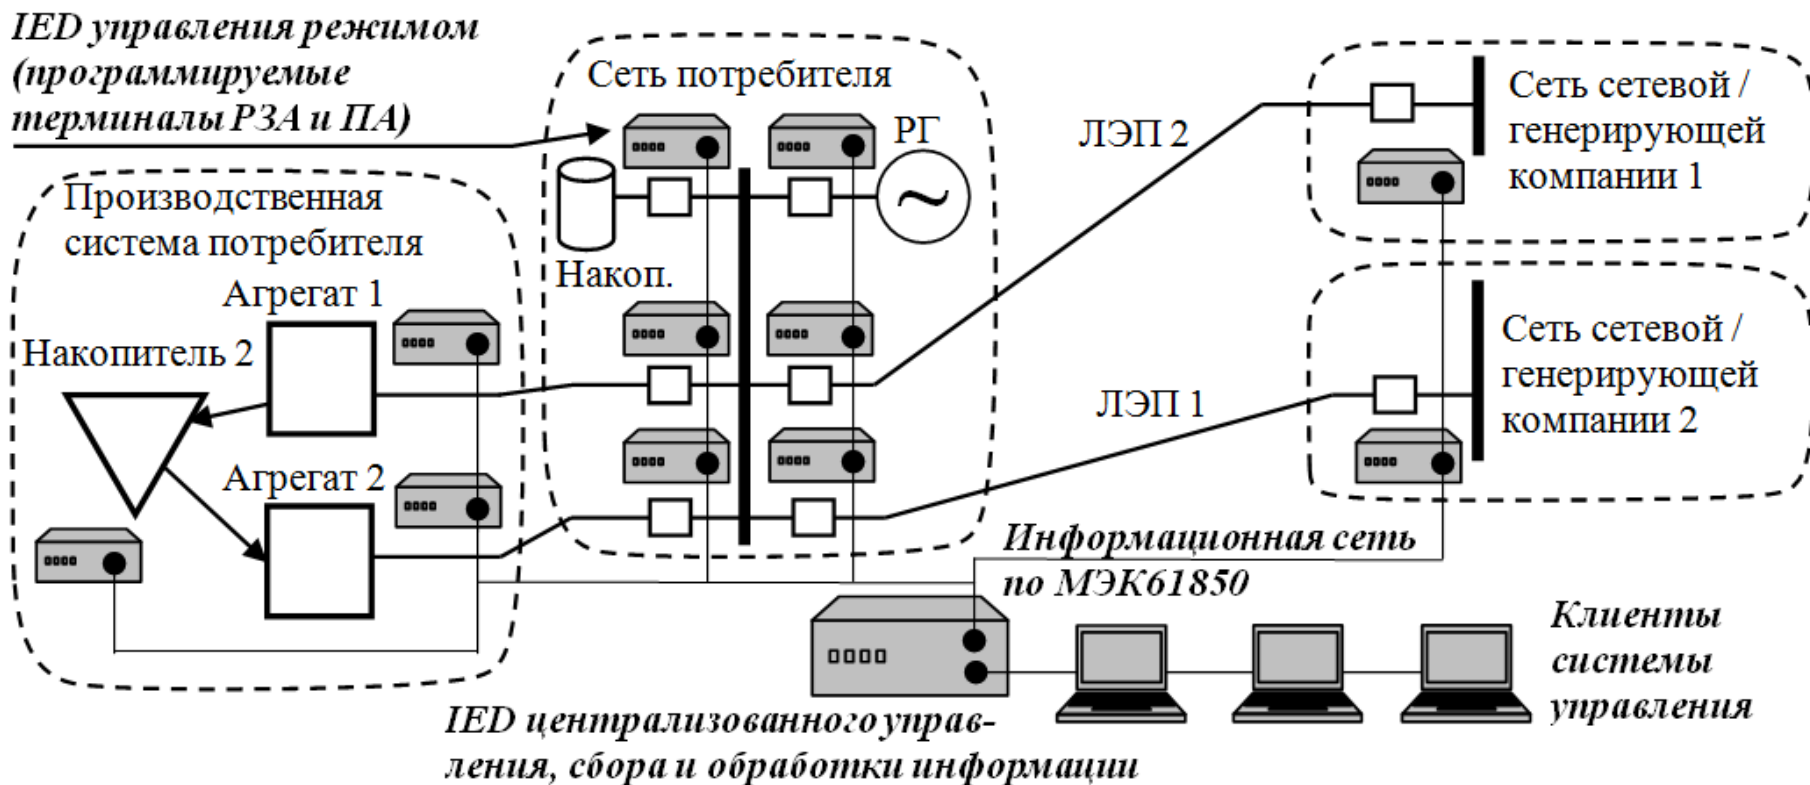 IED управления режимом
(программируемые
терминалы РЗА и ПА)
Сеть потребителя
РГ
Накоп.
Производственная
система потребителя
Агрегат 1
Накопитель 2
Агрегат 2
ЛЭП 2
ЛЭП 1
Сеть сетевой /
генерирующей
компании 1
Сеть сетевой /
генерирующей
компании 2
Информационная сеть
по МЭК61850
Клиенты
системы
управления
IED централизованного управ-
ления, сбора и обработки информации